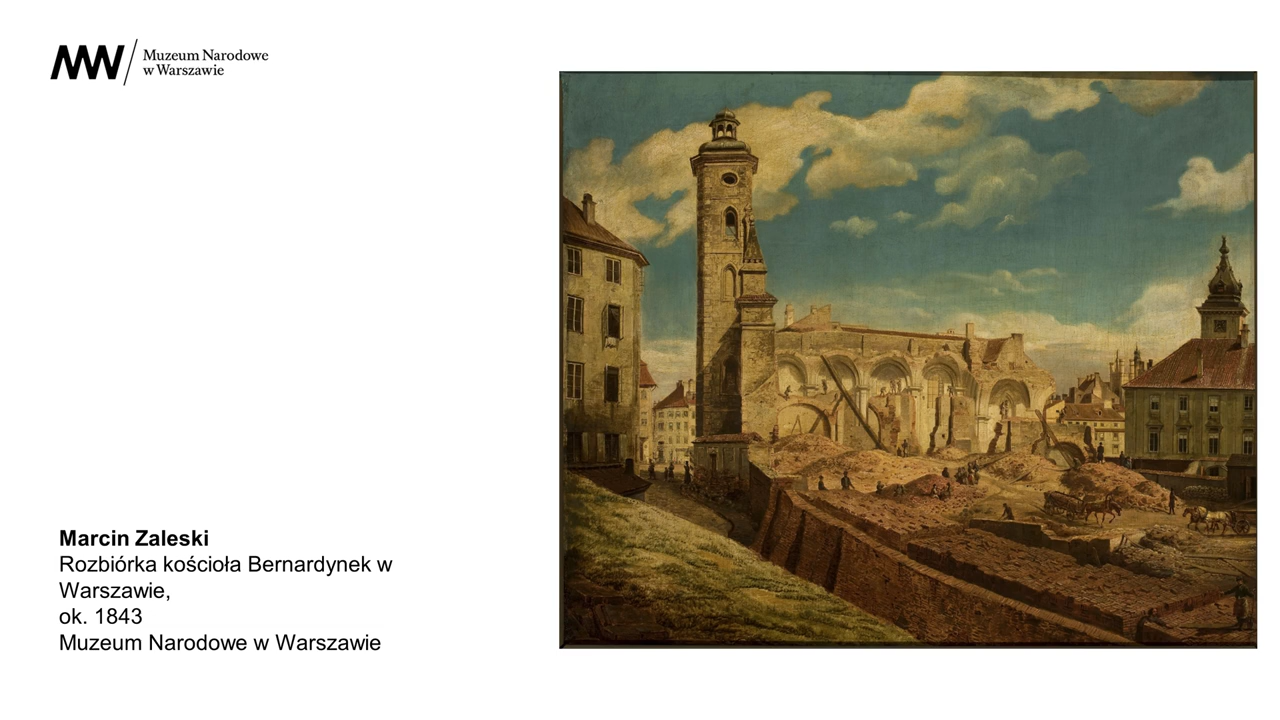 MW
Muzeum Narodowe
w Warszawie
Marcin Zaleski
Rozbiórka kościoła Bernardynek w
Warszawie,
ok. 1843
Muzeum Narodowe w Warszawie